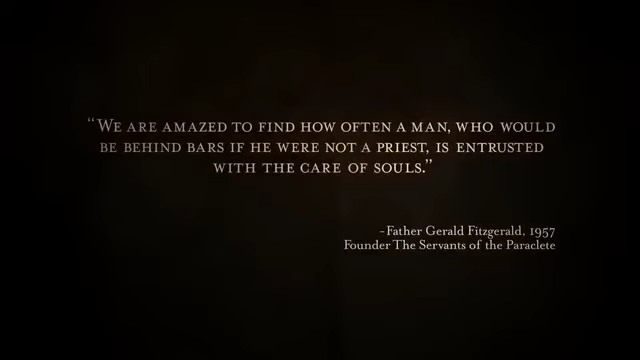 “We are amazed to find how often a man, who would
be behind bars if he were not a priest, is entrusted
with the care of souls.”
-Father Gerald Fitzgerald, 1957
Founder The Servants of the Paraclete